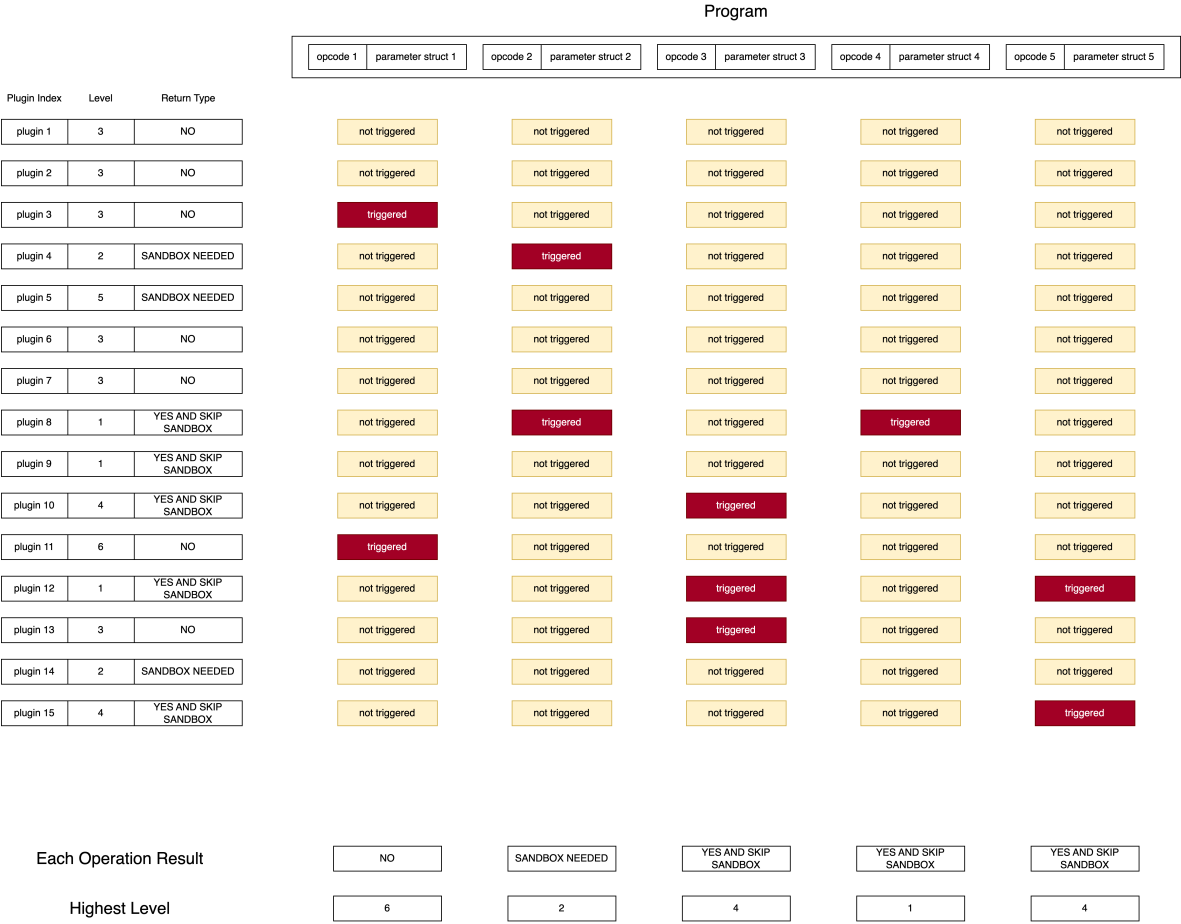 Program
opcode 1 parameter struct 1 opcode 2 parameter struct 2 opcode 3 parameter struct 3 opcode 4 parameter struct 4 opcode 5 parameter struct 5
Plugin Index Level Return Type
plugin 1 3 NO not triggered not triggered not triggered not triggered not triggered
plugin 2 3 NO not triggered not triggered not triggered not triggered not triggered
plugin 3 3 NO triggered not triggered not triggered not triggered not triggered
plugin 4 2 SANDBOX NEEDED not triggered triggered not triggered not triggered not triggered
plugin 5 5 SANDBOX NEEDED not triggered not triggered not triggered not triggered not triggered
plugin 6 3 NO not triggered not triggered not triggered not triggered not triggered
plugin 7 3 NO not triggered not triggered not triggered not triggered not triggered
plugin 8 1 YES AND SKIP SANDBOX not triggered triggered not triggered triggered not triggered
plugin 9 1 YES AND SKIP SANDBOX not triggered not triggered not triggered not triggered not triggered
plugin 10 4 YES AND SKIP SANDBOX not triggered not triggered triggered not triggered not triggered
plugin 11 6 NO triggered not triggered not triggered not triggered not triggered
plugin 12 1 YES AND SKIP SANDBOX not triggered not triggered triggered not triggered triggered
plugin 13 3 NO not triggered not triggered triggered not triggered not triggered
plugin 14 2 SANDBOX NEEDED not triggered not triggered not triggered not triggered not triggered
plugin 15 4 YES AND SKIP SANDBOX not triggered not triggered not triggered not triggered triggered
Each Operation Result NO SANDBOX NEEDED YES AND SKIP SANDBOX YES AND SKIP SANDBOX YES AND SKIP SANDBOX
Highest Level 6 2 4 1 4